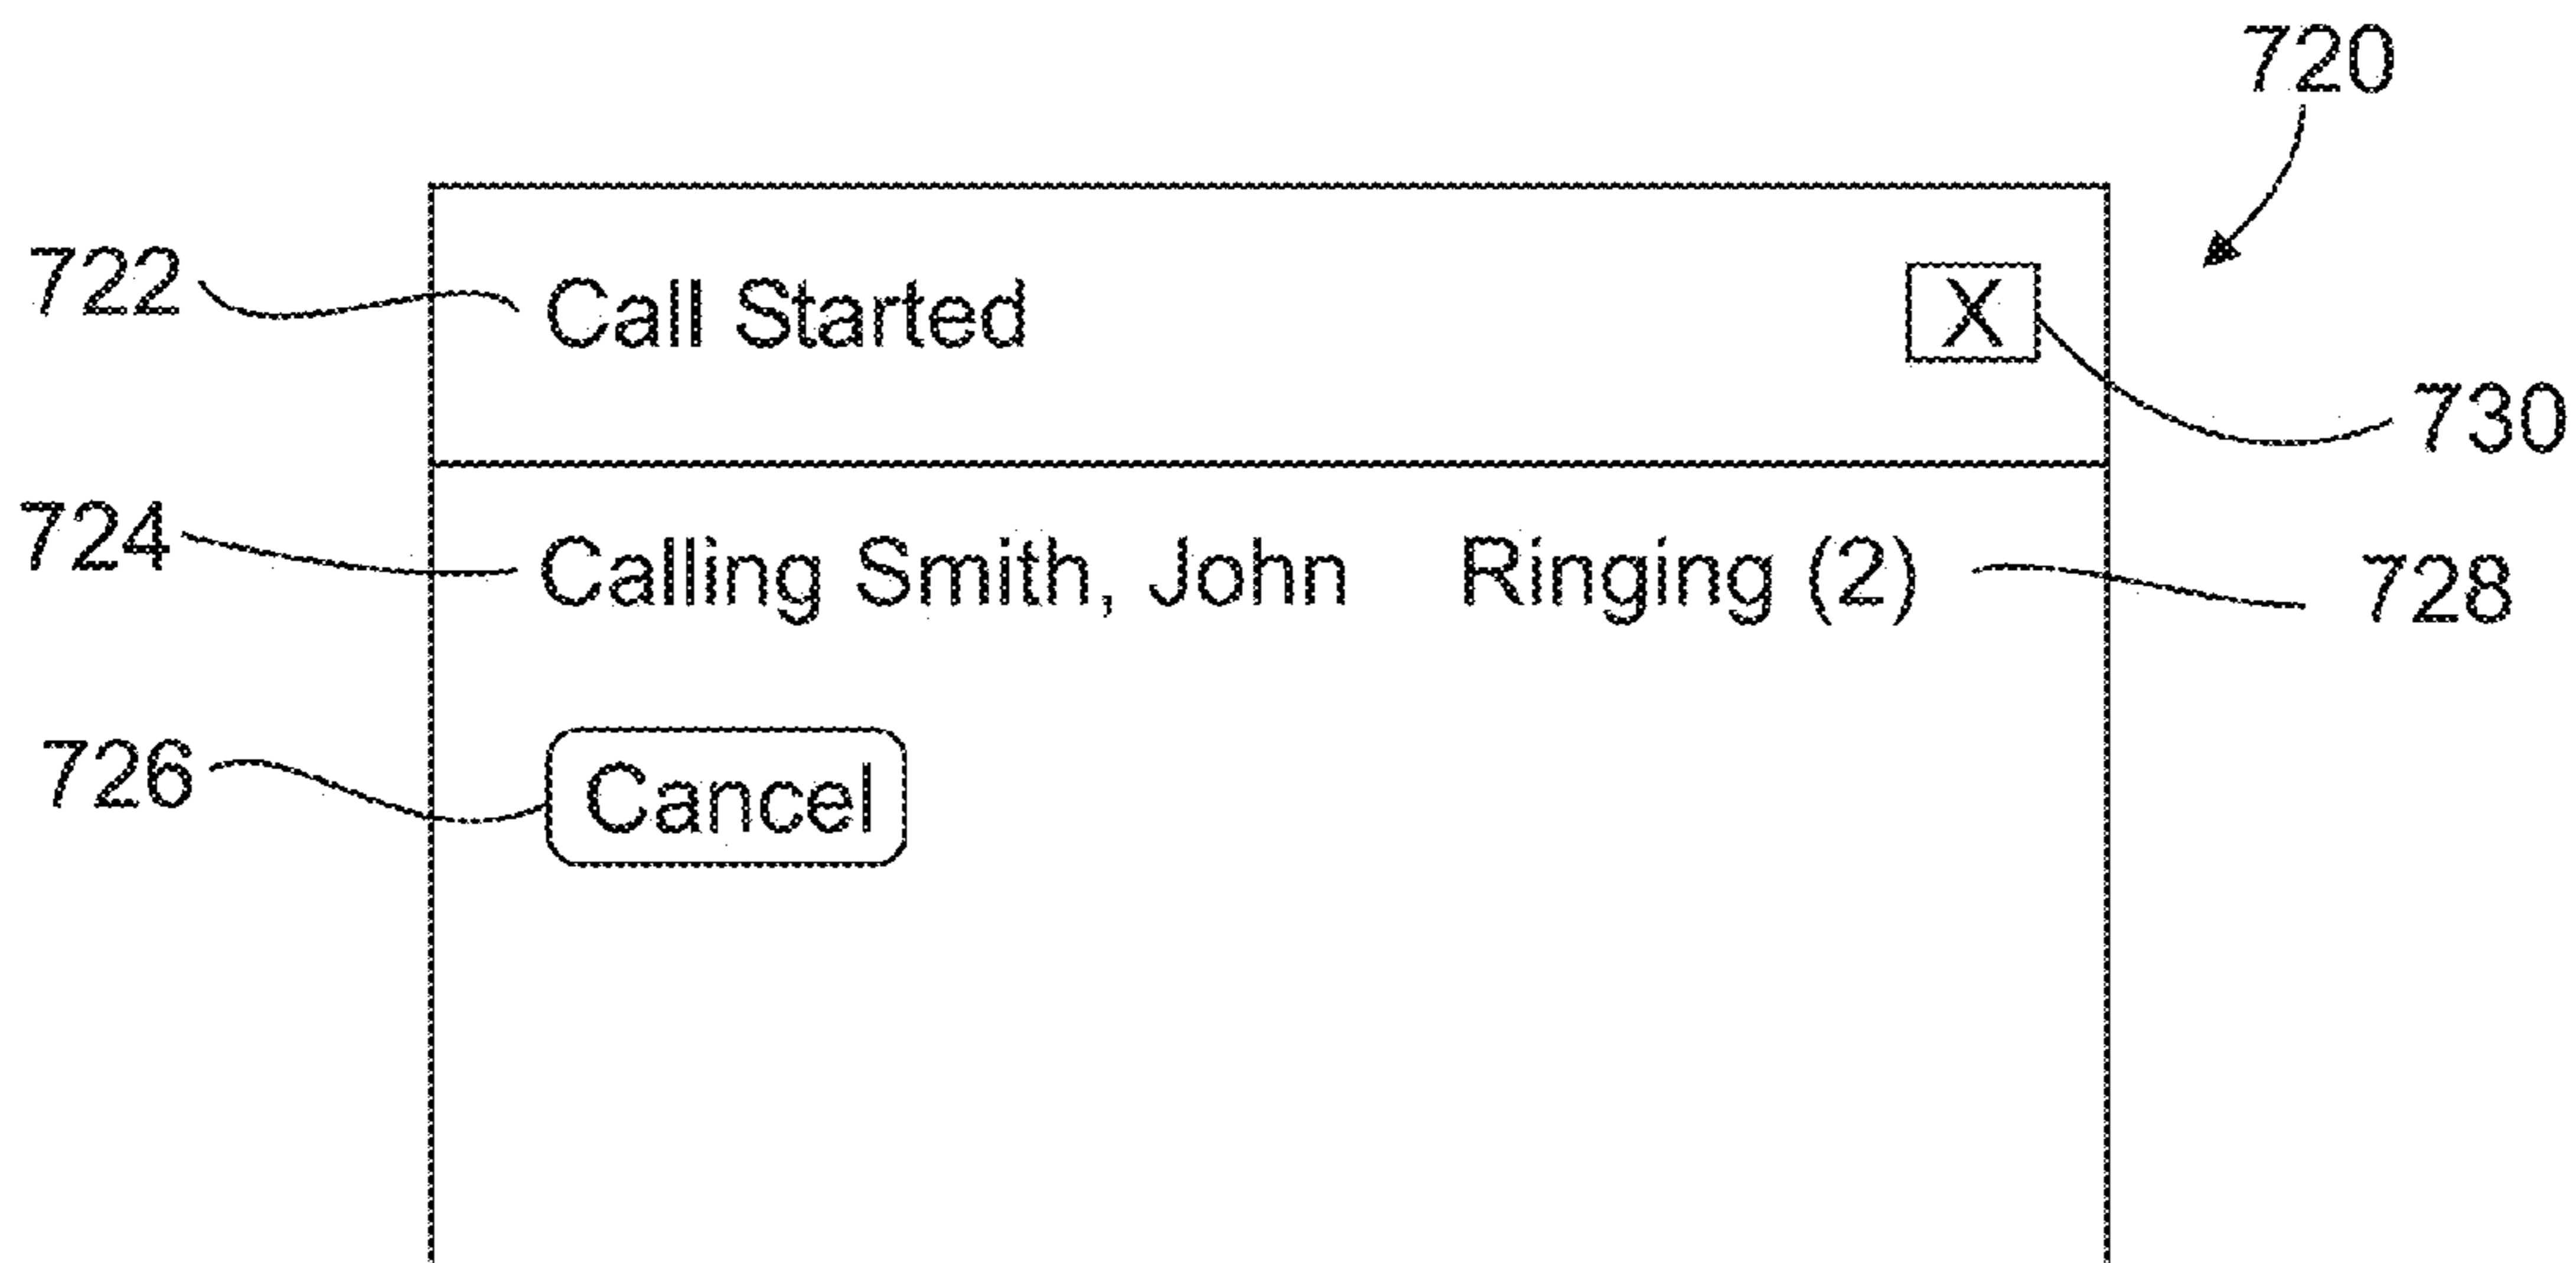 720
722 Call Started X
730
724 Calling Smith, John Ringing (2) 728
726 Cancel